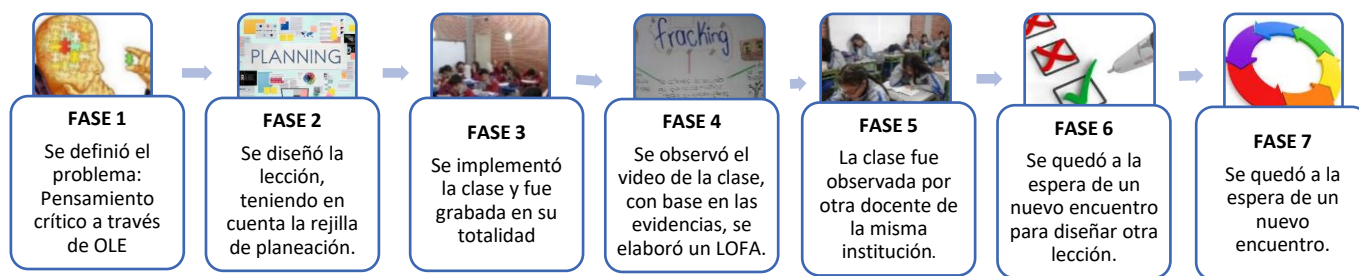 PLANNING
fracking
FASE 1
Se definió el
problema:
Pensamiento
crítico a través
de OLE
FASE 2
Se diseñó la
lección,
teniendo en
cuenta la rejilla
de planeación.
FASE 3
Se implementó
la clase y fue
grabada en su
totalidad
FASE 4
Se observó el
video de la clase,
con base en las
evidencias, se
elaboró un LOFA.
FASE 5
La clase fue
observada por
otra docente de
la misma
institución.
FASE 6
Se quedó a la
espera de un
nuevo encuentro
para diseñar otra
lección.
FASE 7
Se quedó a la
espera de un
nuevo
encuentro.